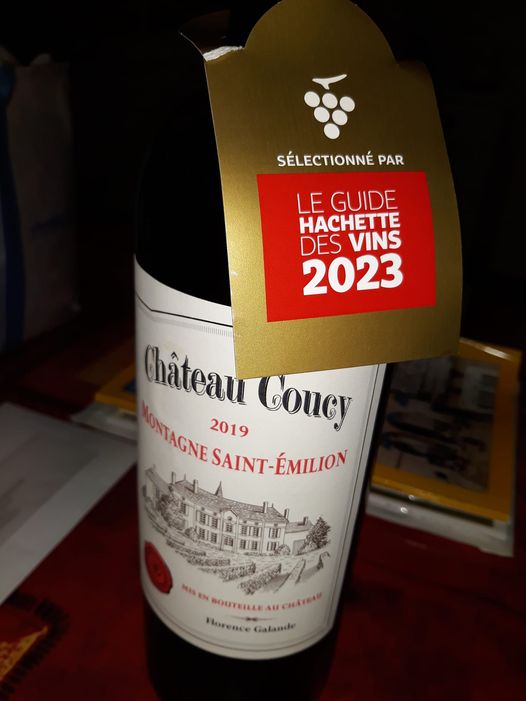 SÉLECTIONNÉ PAR
LE GUIDE
HACHETTE
DES VINS
2023
Château Coucy
2019
MONTAGNE SAINT-ÉMILION
MIS EN BOUTEILLE AU CHÂTEAU
Florence Galande